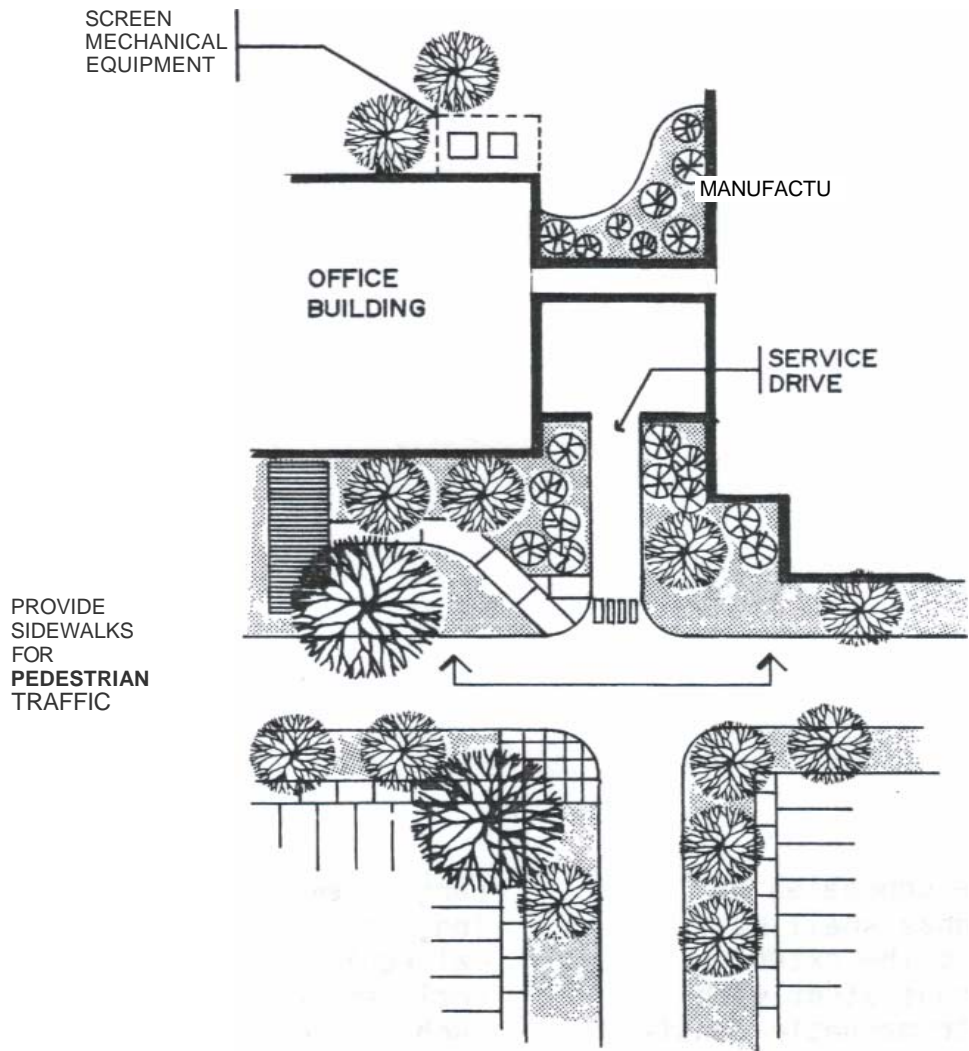 SCREEN
MECHANICAL
EQUIPMENT
MANUFACTU
OFFICE
BUILDING
SERVICE
DRIVE
PROVIDE
SIDEWALKS
FOR
PEDESTRIAN
TRAFFIC